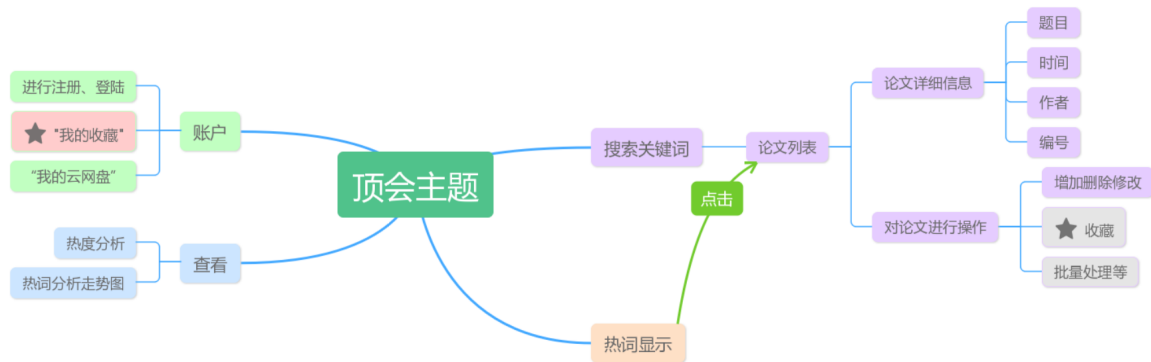 顶会主题
账户
进行注册、登陆
"我的收藏"
“我的云网盘”
查看
热度分析
热词分析走势图
搜索关键词
论文列表
论文详细信息
题目
时间
作者
编号
对论文进行操作
增加删除修改
收藏
批量处理等
点击
热词显示